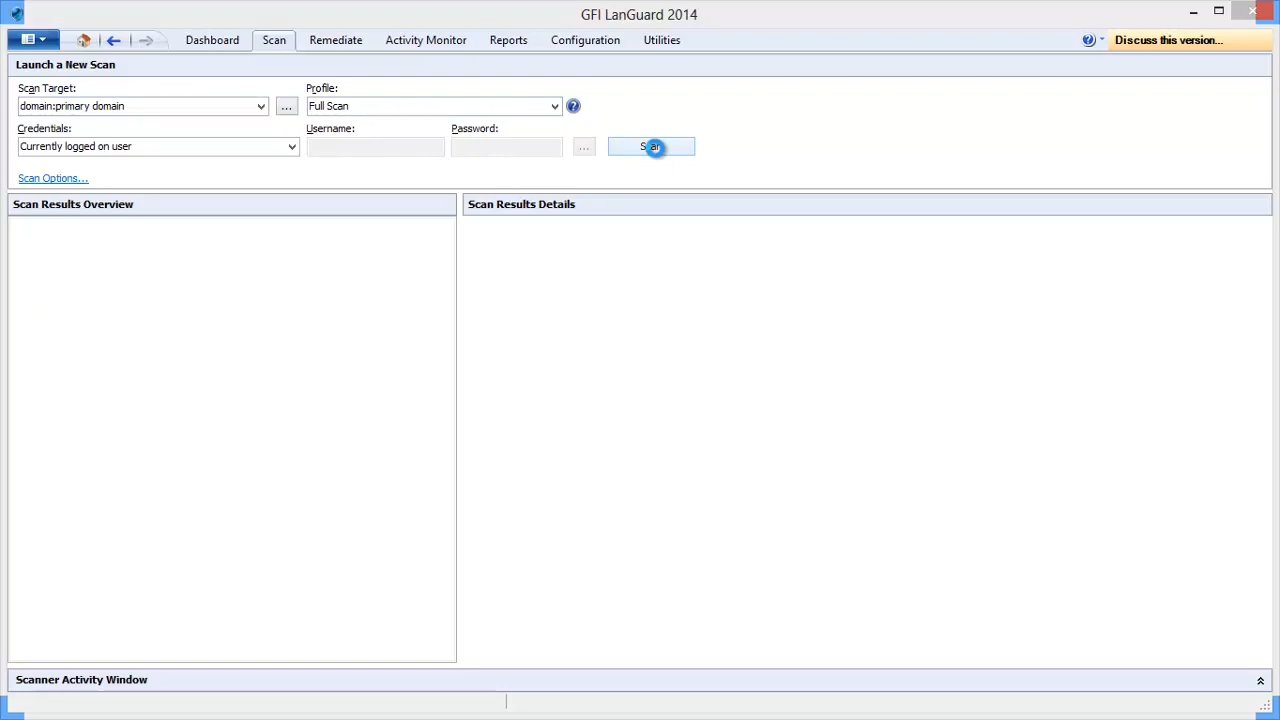 GFI LanGuard 2014
Dashboard Scan Remediate Activity Monitor Reports Configuration Utilities Discuss this version...
Launch a New Scan
Scan Target: Profile:
domain:primary domain ... Full Scan
Credentials: Username: Password:
Currently logged on user ... Scan
Scan Options...
Scan Results Overview Scan Results Details
Scanner Activity Window